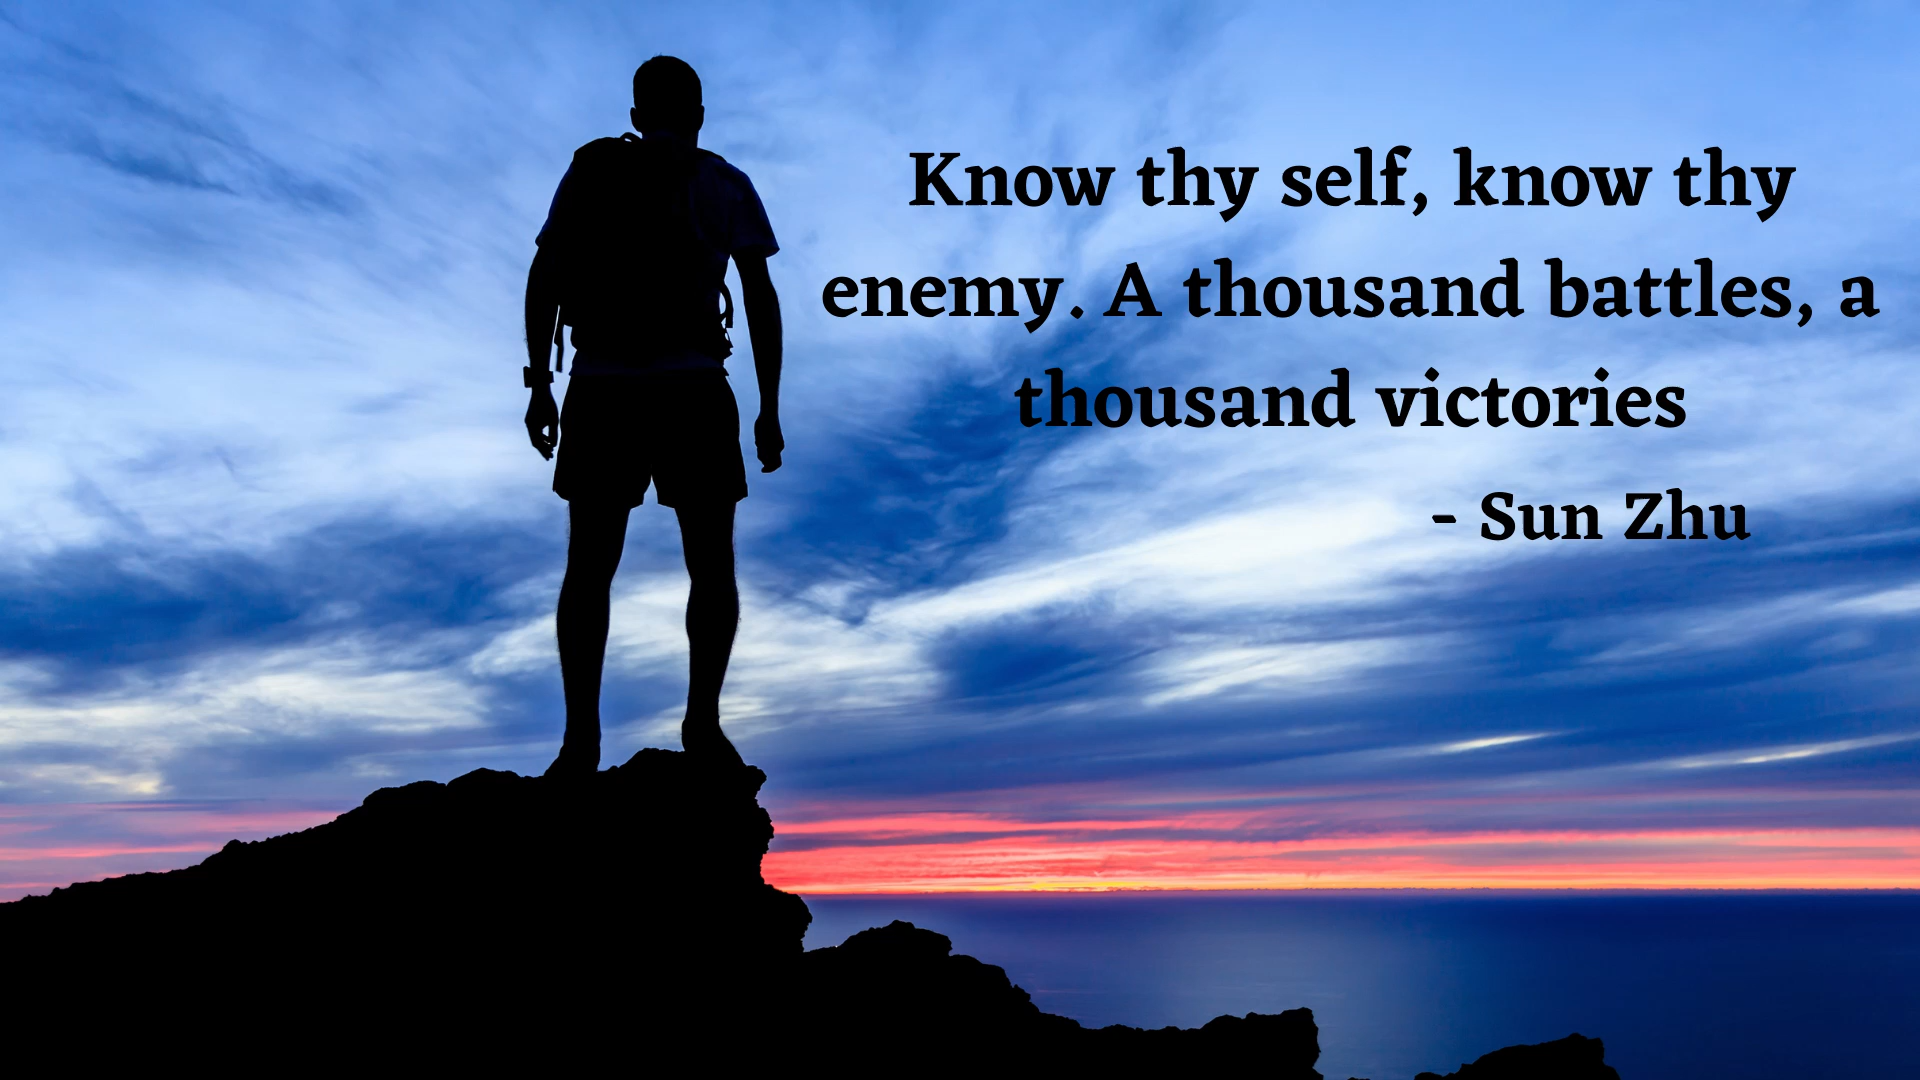 Know thy self, know thy
enemy. A thousand battles, a
thousand victories
- Sun Zhu